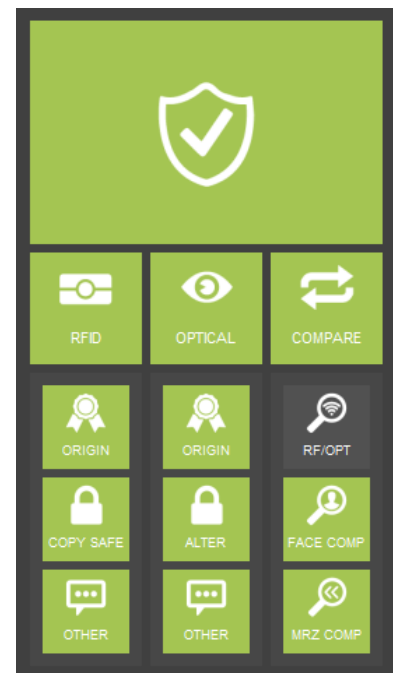 RFID OPTICAL COMPARE
ORIGIN ORIGIN RF/OPT
COPY SAFE ALTER FACE COMP
OTHER OTHER MRZ COMP